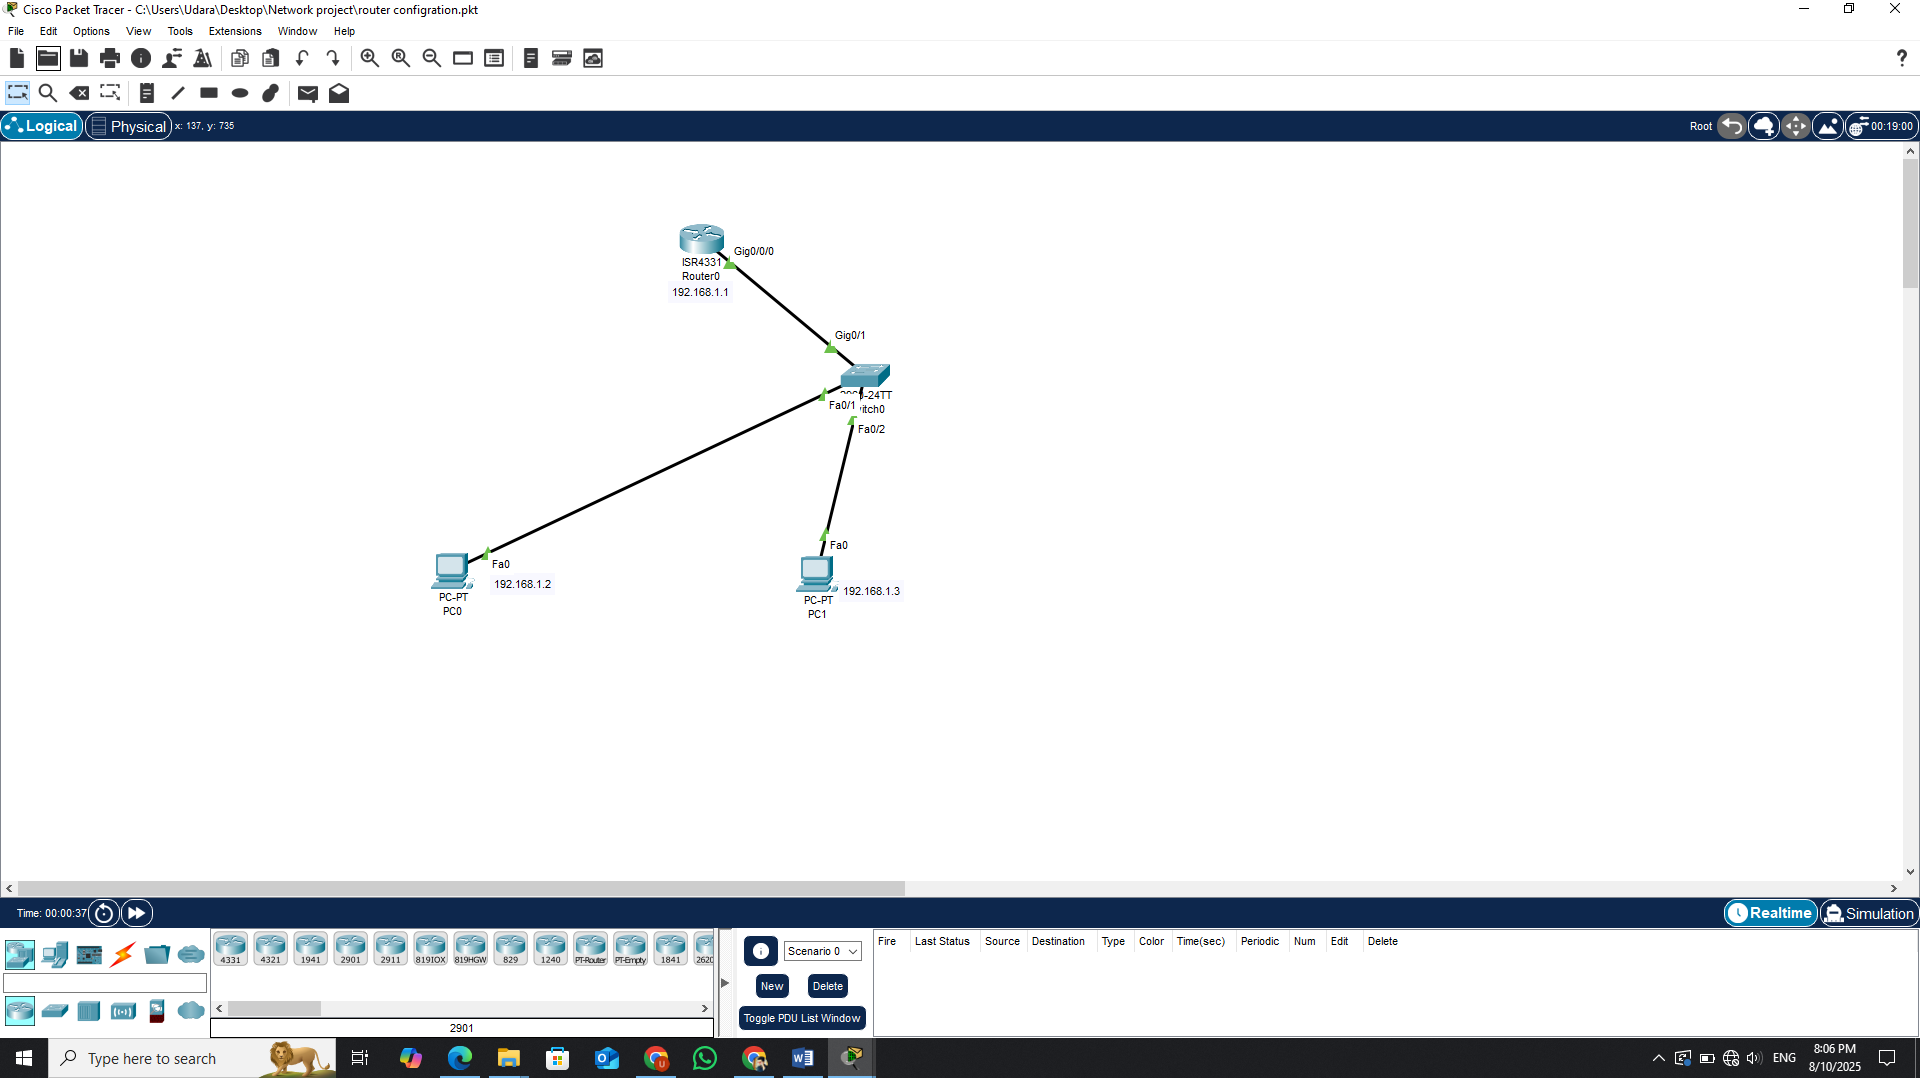 Cisco Packet Tracer - C:\Users\Udara\Desktop\Network project\router configration.pkt
File Edit Options View Tools Extensions Window Help
?
Logical Physical x: 137, y: 735 Root 00:19:00
Gig0/0/0
ISR4331
Router0
192.168.1.1
Gig0/1
-24TT
Fa0/1 itch0
Fa0/2
Fa0
PC-PT
PC0
192.168.1.2
Fa0
PC-PT
PC1
192.168.1.3
Time: 00:00:37 Realtime Simulation
4331 4321 1941 2901 2911 819IOX 819HGW 829 1240 PT-Router PT-Empty 1841 2620
2901
Scenario 0
New Delete
Toggle PDU List Window
Fire Last Status Source Destination Type Color Time(sec) Periodic Num Edit Delete
Type here to search
ENG
8:06 PM
8/10/2025